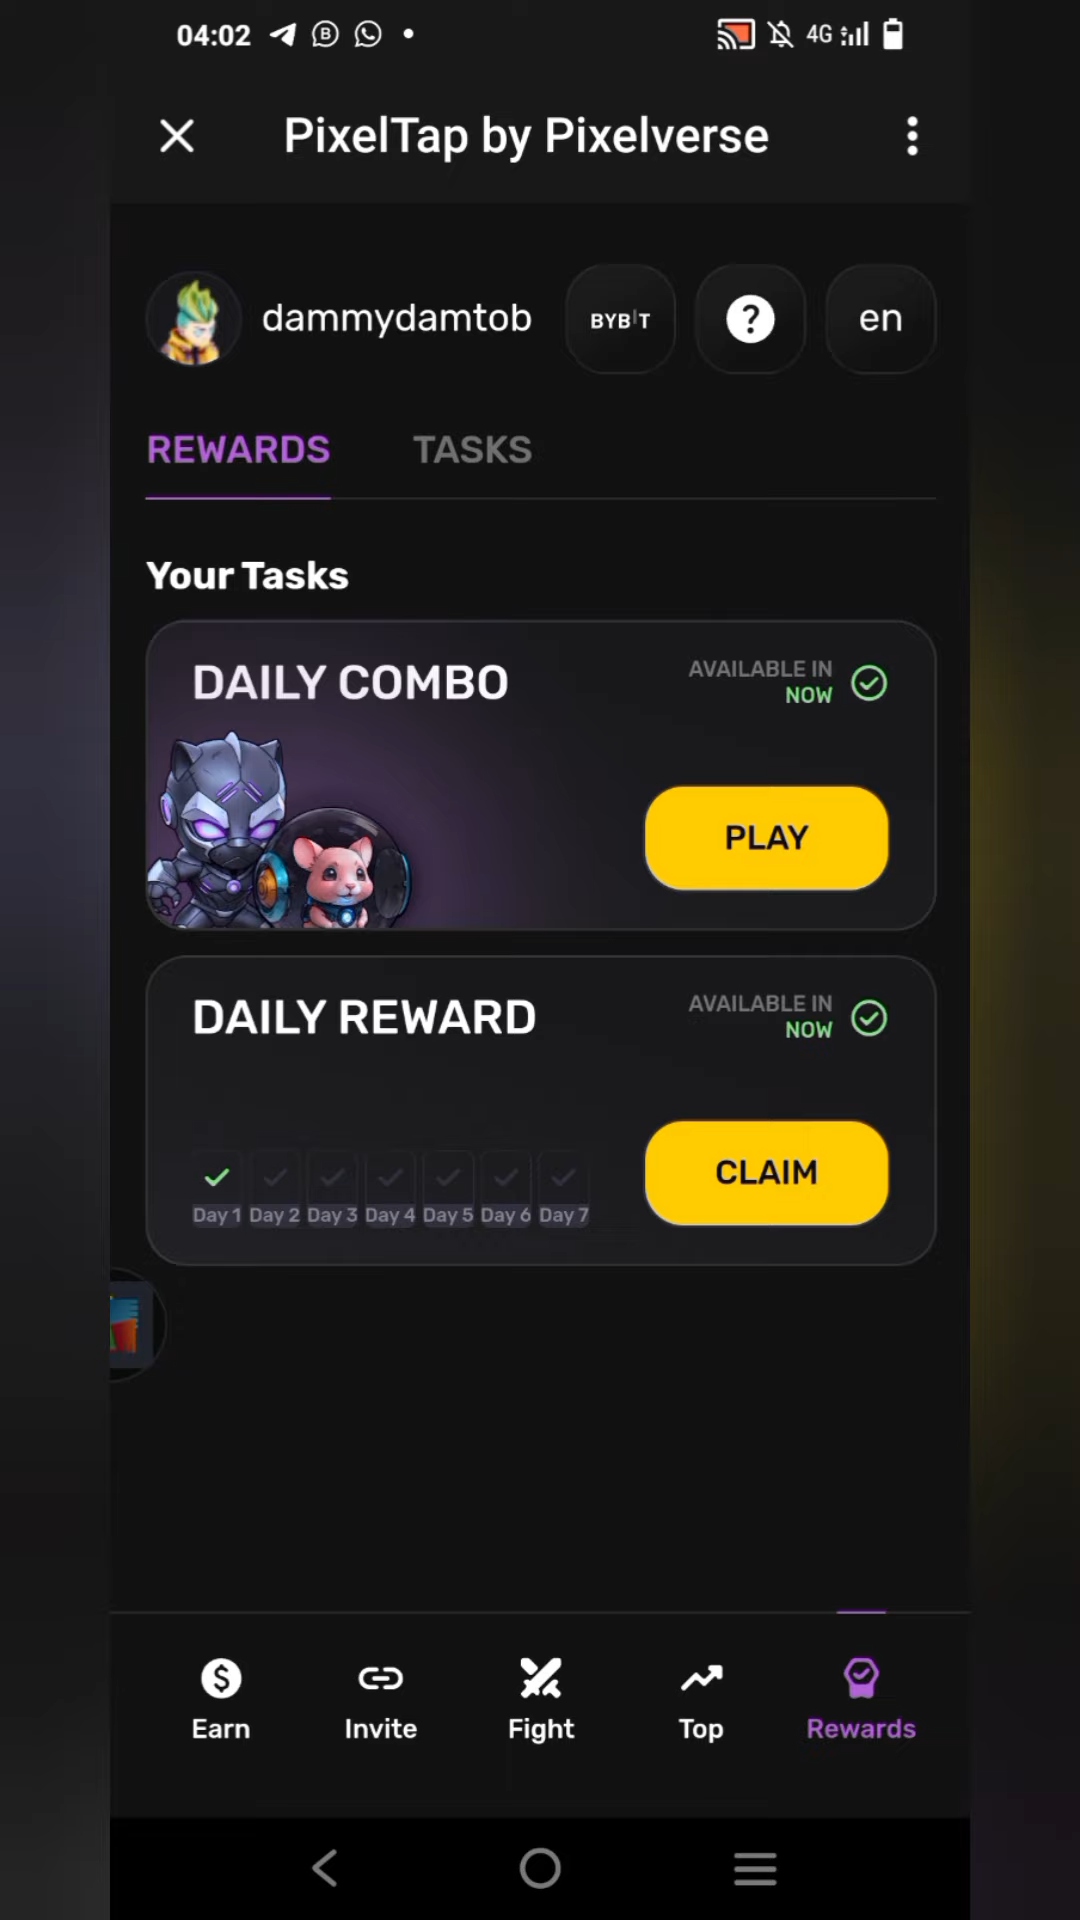 04:02
4G
PixelTap by Pixelverse
dammydamtob
BYBIT
?
en
REWARDS
TASKS
Your Tasks
DAILY COMBO
AVAILABLE IN
NOW
PLAY
DAILY REWARD
AVAILABLE IN
NOW
CLAIM
Day 1 Day 2 Day 3 Day 4 Day 5 Day 6 Day 7
Earn
Invite
Fight
Top
Rewards